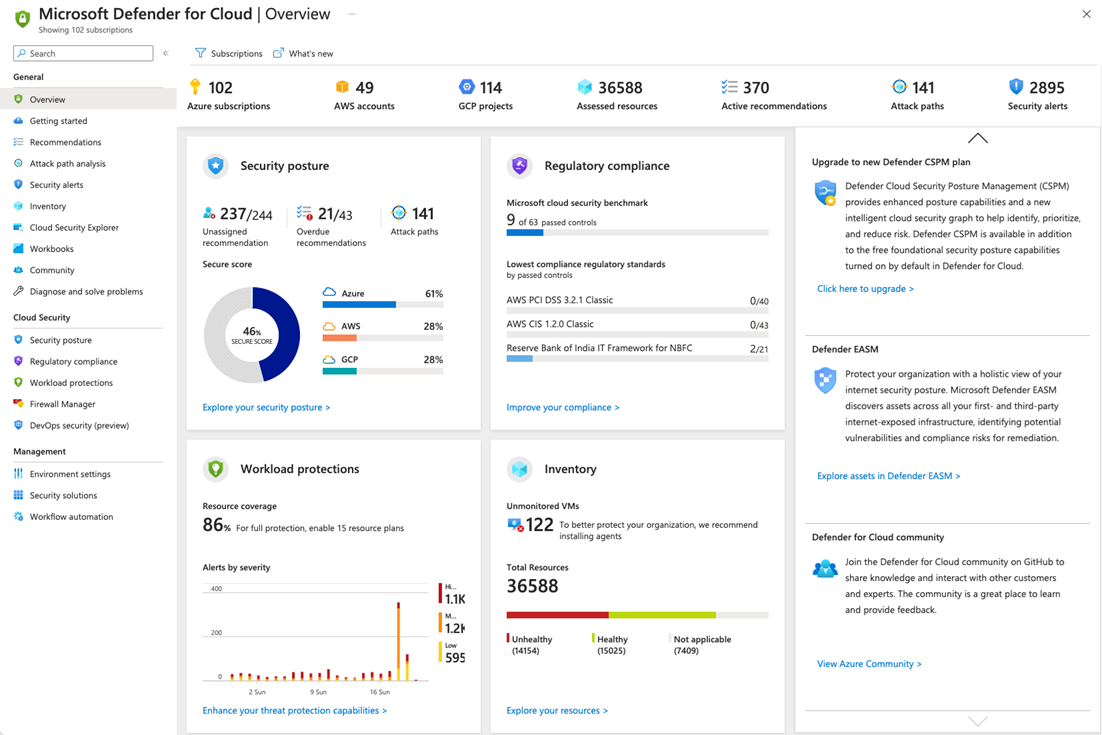 Microsoft Defender for Cloud | Overview ...
Showing 102 subscriptions
Search
«
General
Overview
Getting started
Recommendations
Attack path analysis
Security alerts
Inventory
Cloud Security Explorer
Workbooks
Community
Diagnose and solve problems
Cloud Security
Security posture
Regulatory compliance
Workload protections
Firewall Manager
DevOps security (preview)
Management
Environment settings
Security solutions
Workflow automation
Subscriptions What's new
102
Azure subscriptions
49
AWS accounts
114
GCP projects
36588
Assessed resources
370
Active recommendations
141
Attack paths
2895
Security alerts
Security posture
237/244
Unassigned
recommendation
21/43
Overdue
recommendations
141
Attack paths
Secure score
46%
SECURE SCORE
Azure 61%
AWS 28%
GCP 28%
Explore your security posture >
Regulatory compliance
Microsoft cloud security benchmark
9 of 63 passed controls
Lowest compliance regulatory standards
by passed controls
AWS PCI DSS 3.2.1 Classic 0/40
AWS CIS 1.2.0 Classic 0/43
Reserve Bank of India IT Framework for NBFC 2/21
Improve your compliance >
Workload protections
Resource coverage
86% For full protection, enable 15 resource plans
Alerts by severity
400
200
0
2 Sun 9 Sun 16 Sun
Hi...
1.1K
M...
1.2K
Low
595
Enhance your threat protection capabilities >
Inventory
Unmonitored VMs
122 To better protect your organization, we recommend
installing agents
Total Resources
36588
Unhealthy
(14154)
Healthy
(15025)
Not applicable
(7409)
Explore your resources >
Upgrade to new Defender CSPM plan
Defender Cloud Security Posture Management (CSPM)
provides enhanced posture capabilities and a new
intelligent cloud security graph to help identify, prioritize,
and reduce risk. Defender CSPM is available in addition
to the free foundational security posture capabilities
turned on by default in Defender for Cloud.
Click here to upgrade >
Defender EASM
Protect your organization with a holistic view of your
internet security posture. Microsoft Defender EASM
discovers assets across all your first- and third-party
internet-exposed infrastructure, identifying potential
vulnerabilities and compliance risks for remediation.
Explore assets in Defender EASM >
Defender for Cloud community
Join the Defender for Cloud community on GitHub to
share knowledge and interact with other customers
and experts. The community is a great place to learn
and provide feedback.
View Azure Community >